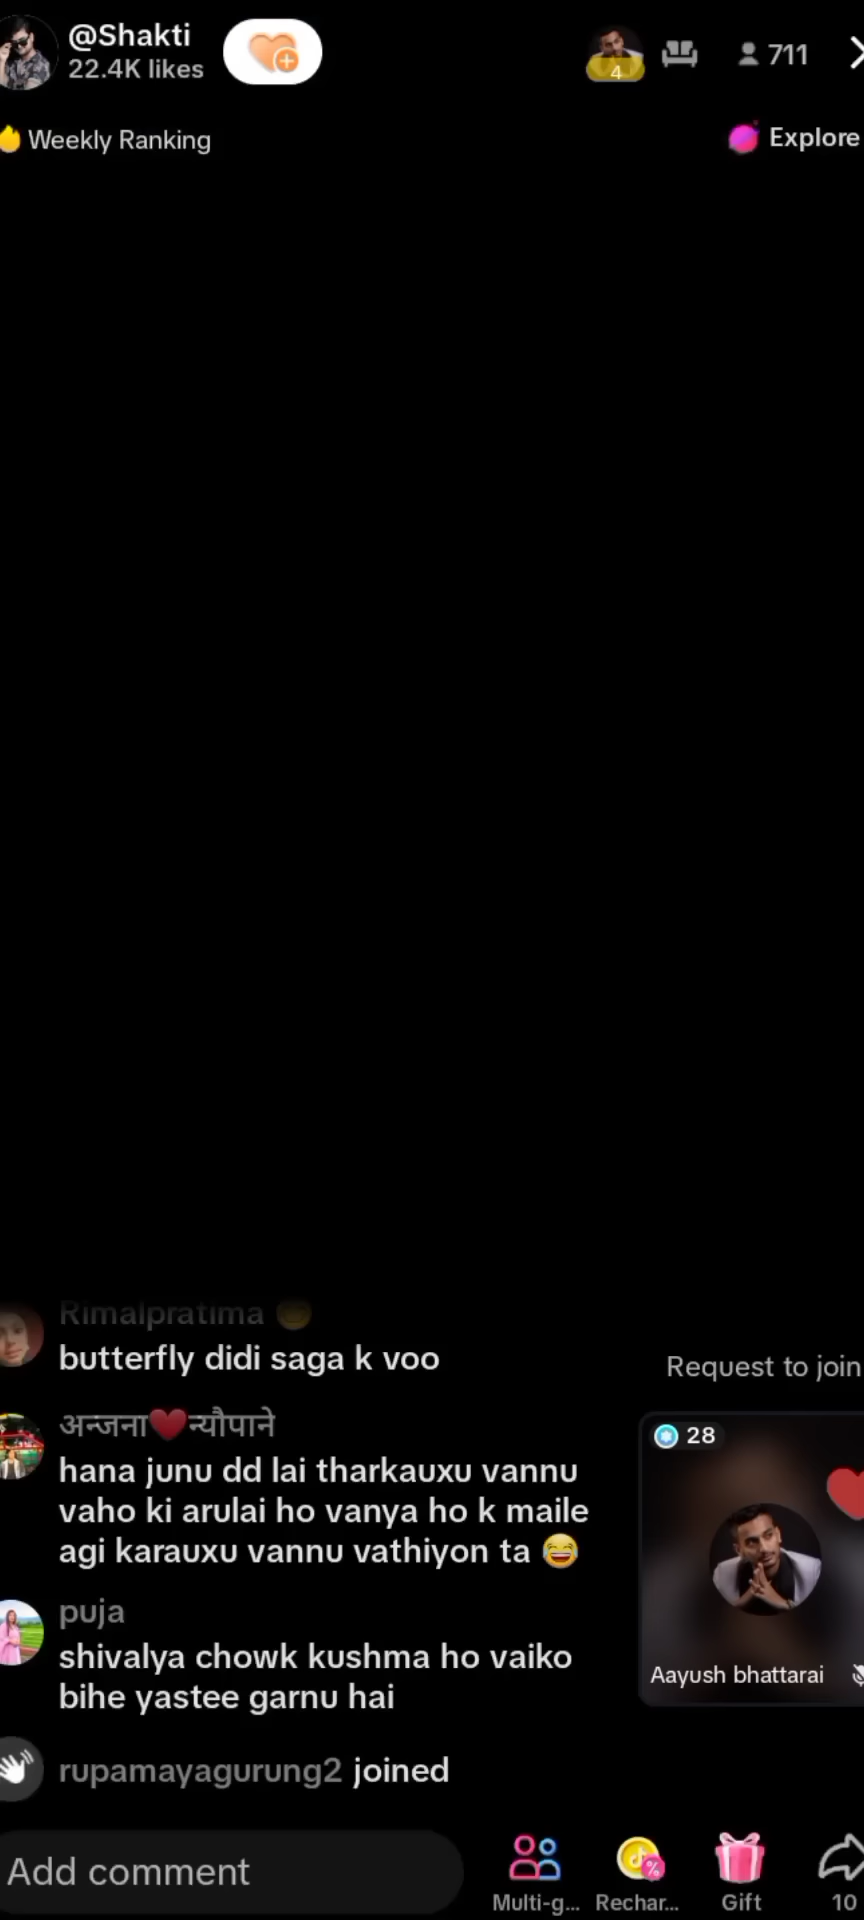 @Shakti
22.4K likes
4
711
Weekly Ranking
Explore
Rimalpratima
butterfly didi saga k voo
अन्जना❤️न्यौपाने
hana junu dd lai tharkauxu vannu
vaho ki arulai ho vanya ho k maile
agi karauxu vannu vathiyon ta 😂
puja
shivalya chowk kushma ho vaiko
bihe yastee garnu hai
rupamayagurung2 joined
Request to join
28
Aayush bhattarai
Add comment
Multi-g...
Rechar...
Gift
10